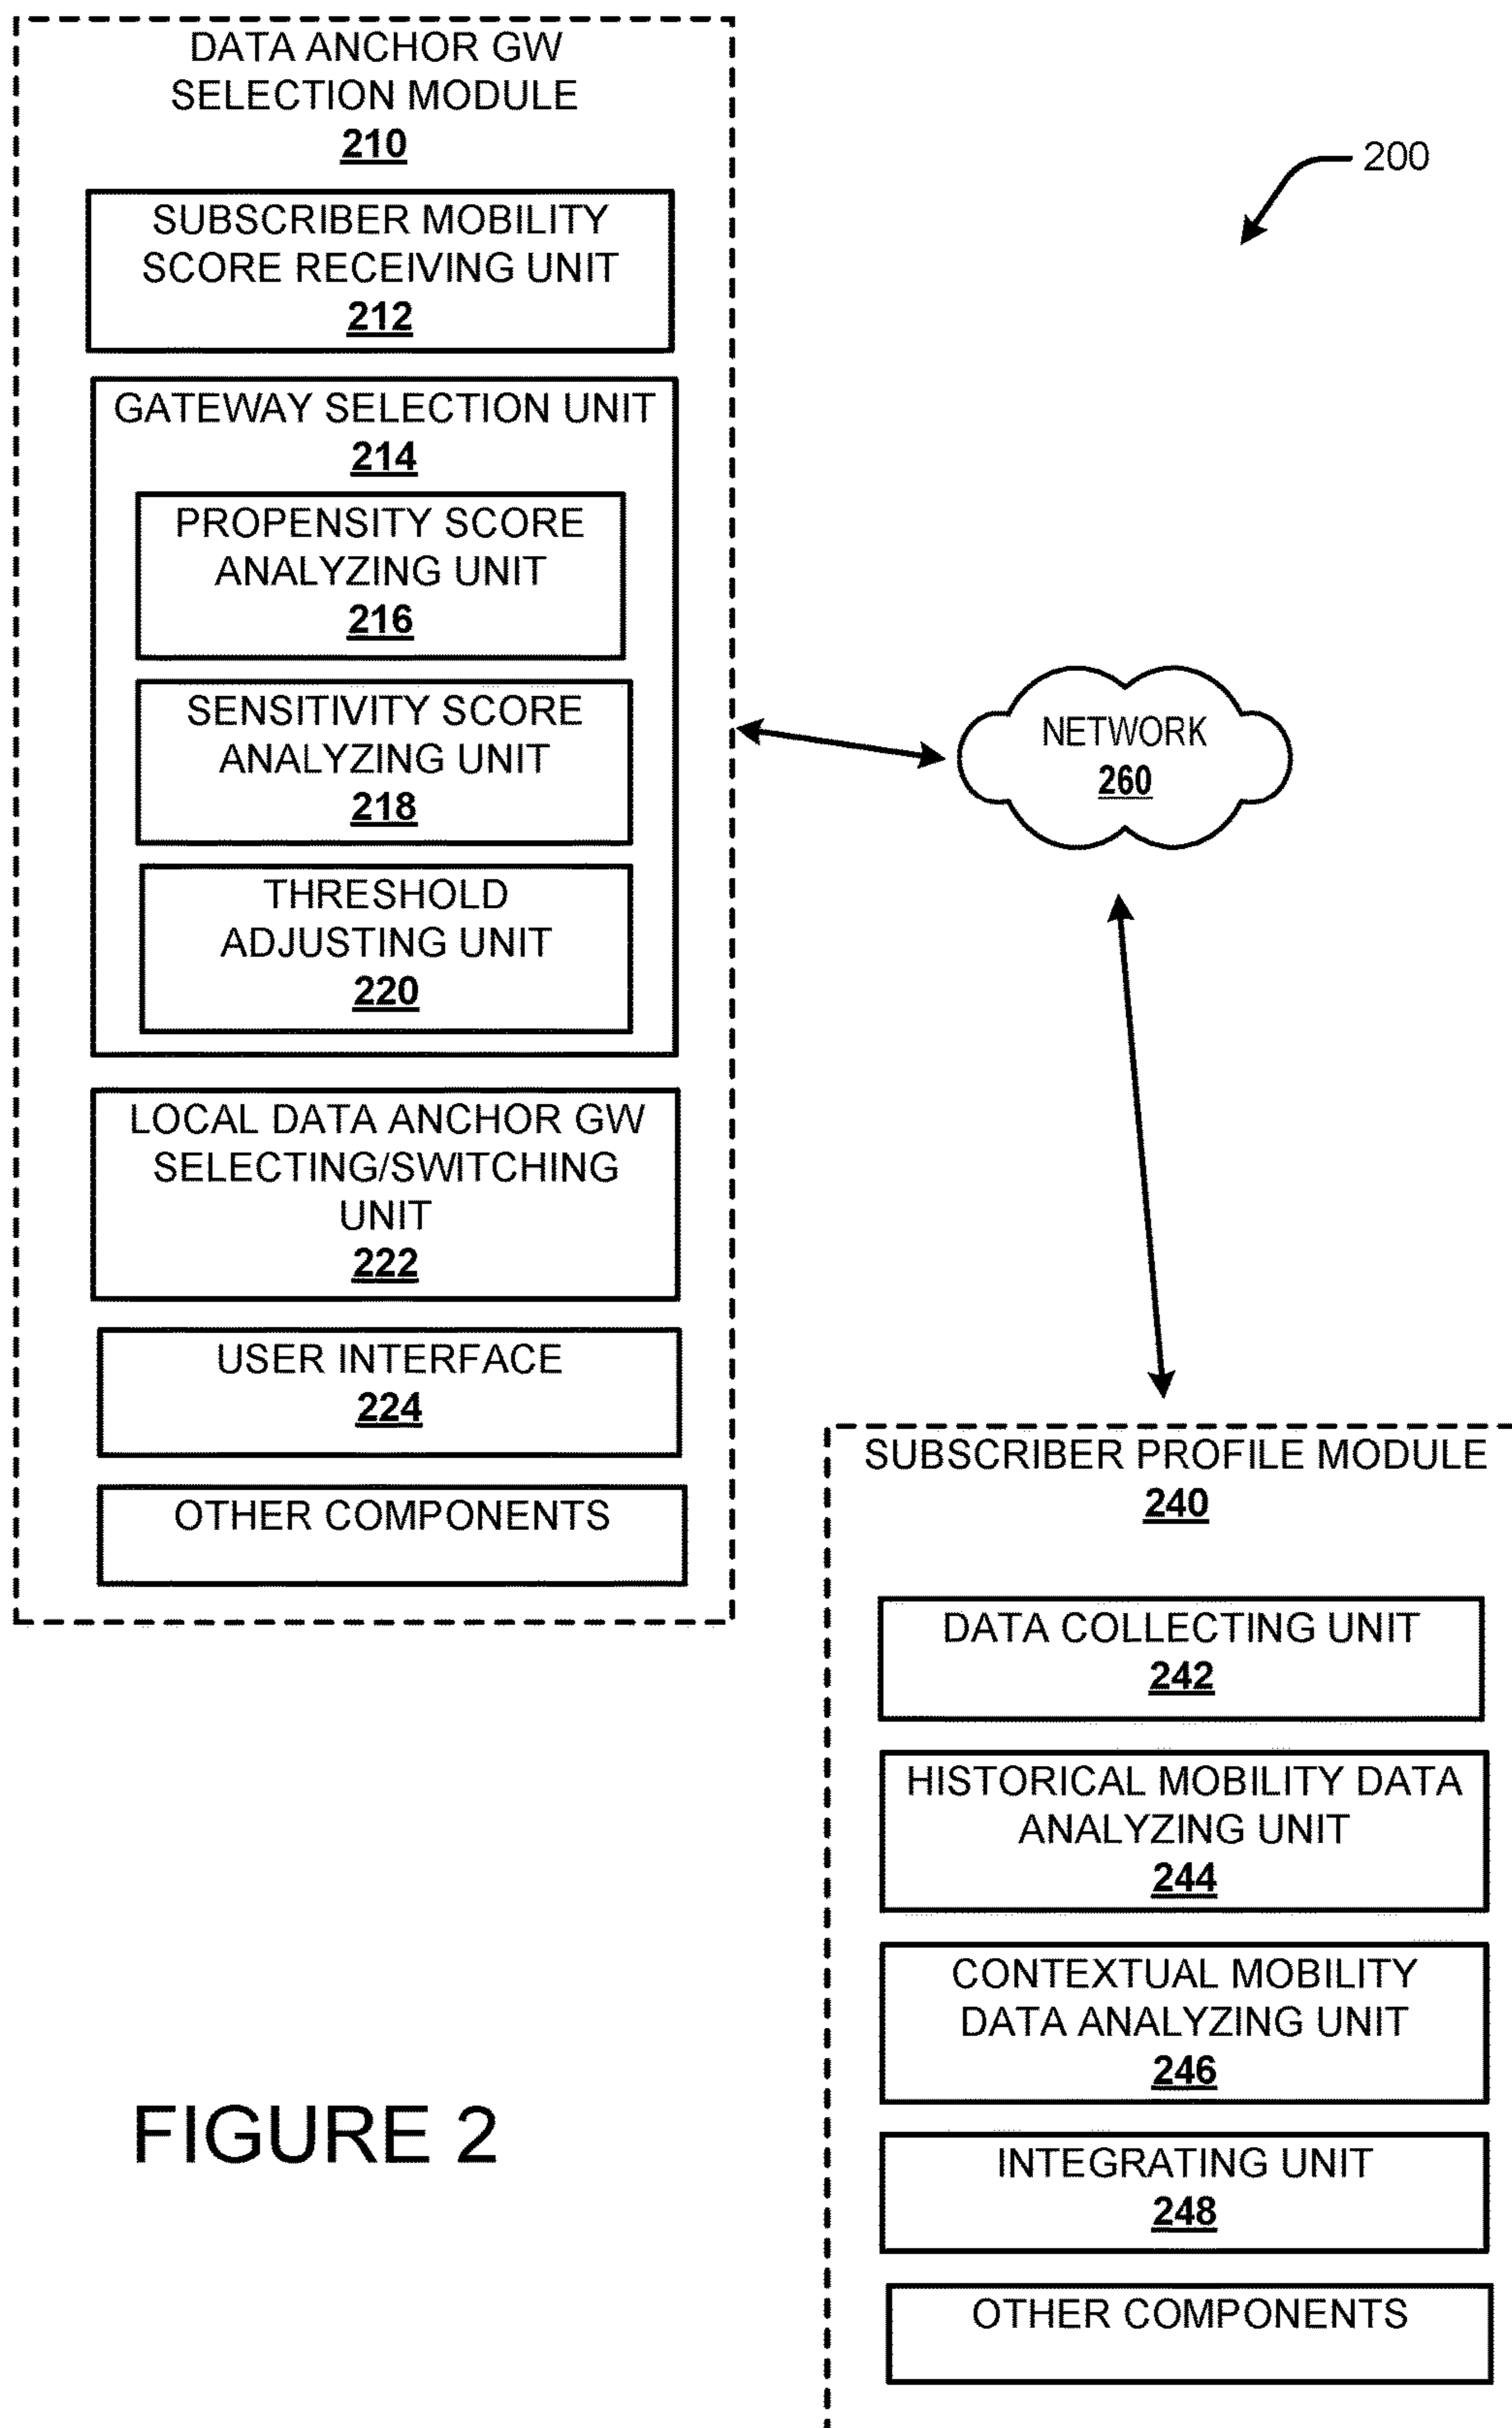 DATA ANCHOR GW
SELECTION MODULE
210
SUBSCRIBER MOBILITY
SCORE RECEIVING UNIT
212
GATEWAY SELECTION UNIT
214
PROPENSITY SCORE
ANALYZING UNIT
216
SENSITIVITY SCORE
ANALYZING UNIT
218
THRESHOLD
ADJUSTING UNIT
220
LOCAL DATA ANCHOR GW
SELECTING/SWITCHING
UNIT
222
USER INTERFACE
224
OTHER COMPONENTS
200
NETWORK
260
SUBSCRIBER PROFILE MODULE
240
DATA COLLECTING UNIT
242
HISTORICAL MOBILITY DATA
ANALYZING UNIT
244
CONTEXTUAL MOBILITY
DATA ANALYZING UNIT
246
INTEGRATING UNIT
248
OTHER COMPONENTS
FIGURE 2